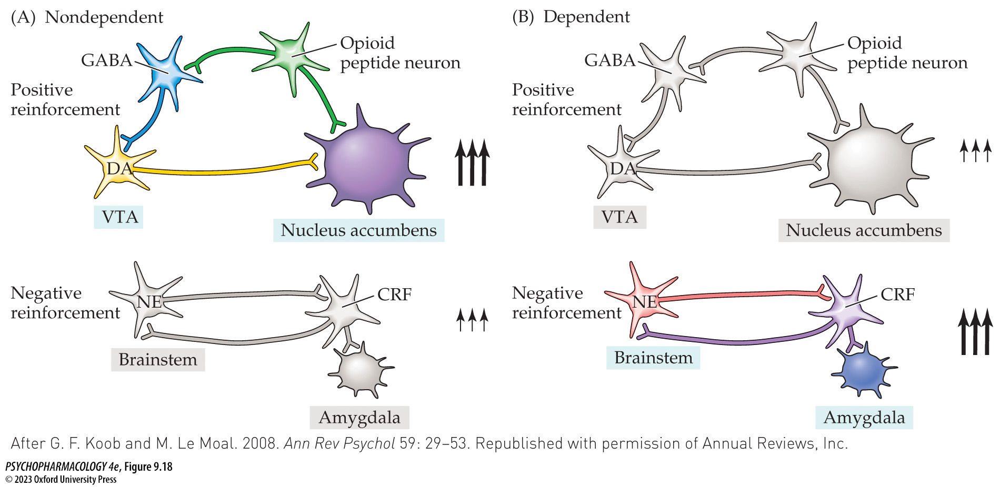 (A) Nondependent
GABA
Opioid
peptide neuron
Positive
reinforcement
DA
VTA
Nucleus accumbens
Negative
reinforcement
NE
CRF
Brainstem
Amygdala
(B) Dependent
GABA
Opioid
peptide neuron
Positive
reinforcement
DA
VTA
Nucleus accumbens
Negative
reinforcement
NE
CRF
Brainstem
Amygdala
After G. F. Koob and M. Le Moal. 2008. Ann Rev Psychol 59: 29–53. Republished with permission of Annual Reviews, Inc.
PSYCHOPHARMACOLOGY 4e, Figure 9.18
© 2023 Oxford University Press